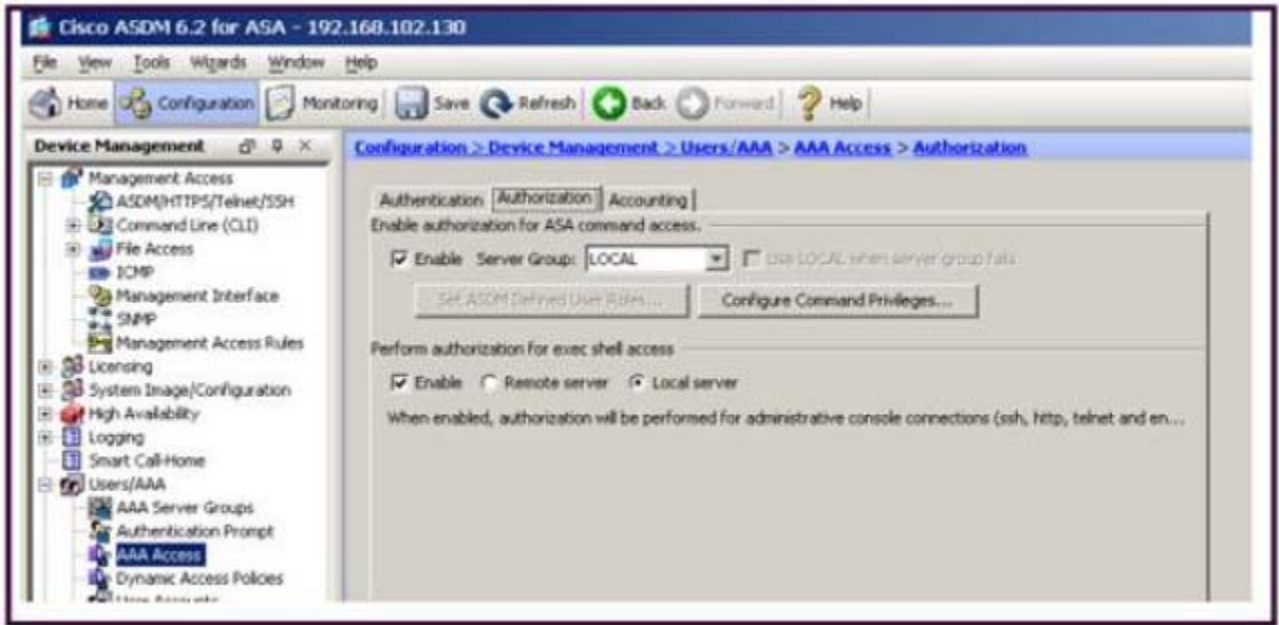 Cisco ASDM 6.2 for ASA - 192.168.102.130
File View Tools Wizards Window Help
Home Configuration Monitoring Save Refresh Back Forward Help
Device Management
Configuration > Device Management > Users/AAA > AAA Access > Authorization
Management Access
ASDM/HTTPS/Telnet/SSH
Command Line (CLI)
File Access
ICMP
Management Interface
SNMP
Management Access Rules
Licensing
System Image/Configuration
High Availability
Logging
Smart Call-Home
Users/AAA
AAA Server Groups
Authentication Prompt
AAA Access
Dynamic Access Policies
User Accounts
Authentication Authorization Accounting
Enable authorization for ASA command access.
Enable Server Group: LOCAL Use LOCAL when server group fails
Set ASDM Defined User Roles... Configure Command Privileges...
Perform authorization for exec shell access
Enable Remote server Local server
When enabled, authorization will be performed for administrative console connections (ssh, http, telnet and en...